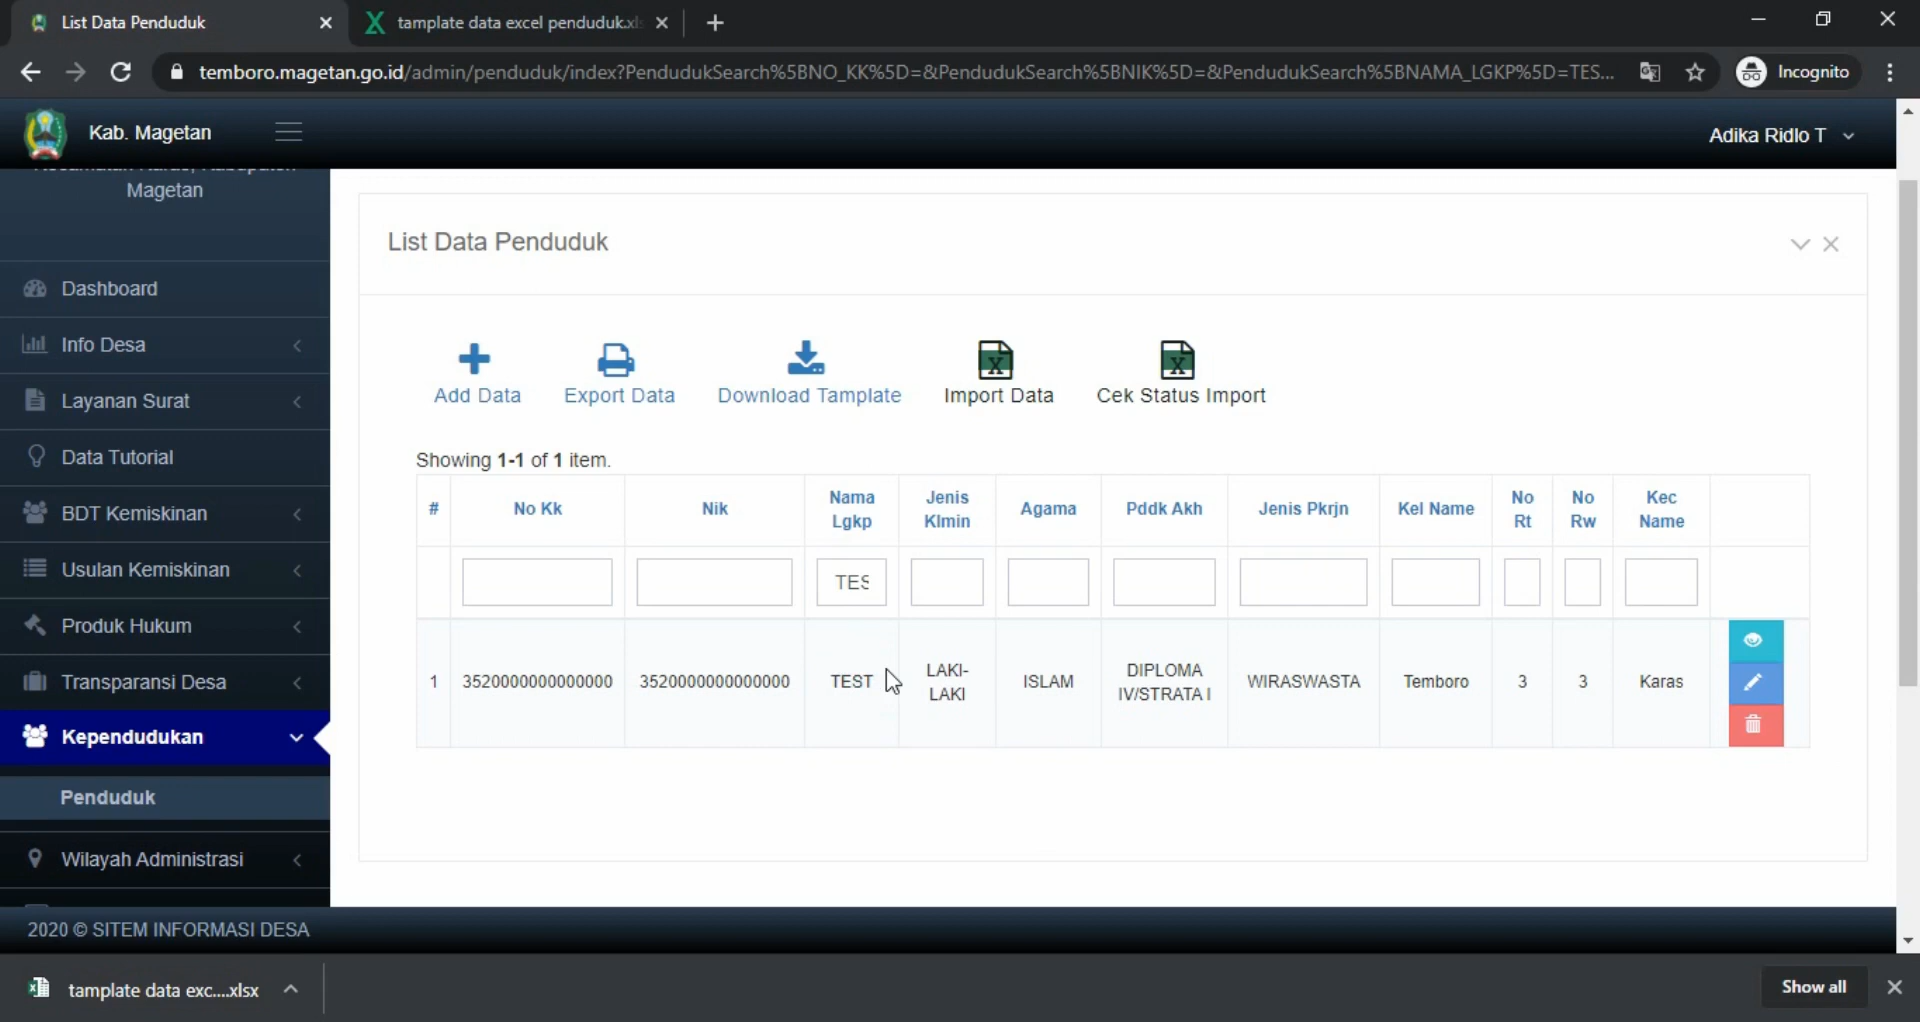 List Data Penduduk
tamplate data excel penduduk.xl
temboro.magetan.go.id/admin/penduduk/index?PendudukSearch%5BNO_KK%5D=&PendudukSearch%5BNIK%5D=&PendudukSearch%5BNAMA_LGKP%5D=TES...
Incognito
Kab. Magetan
Adika Ridlo T
Magetan
Dashboard
Info Desa
Layanan Surat
Data Tutorial
BDT Kemiskinan
Usulan Kemiskinan
Produk Hukum
Transparansi Desa
Kependudukan
Penduduk
Wilayah Administrasi
List Data Penduduk
Add Data
Export Data
Download Tamplate
Import Data
Cek Status Import
Showing 1-1 of 1 item.
# No Kk Nik Nama Lgkp Jenis Klmin Agama Pddk Akh Jenis Pkrjn Kel Name No Rt No Rw Kec Name
TES
1 3520000000000000 3520000000000000 TEST LAKI-LAKI ISLAM DIPLOMA IV/STRATA I WIRASWASTA Temboro 3 3 Karas
2020 © SITEM INFORMASI DESA
tamplate data exc....xlsx
Show all